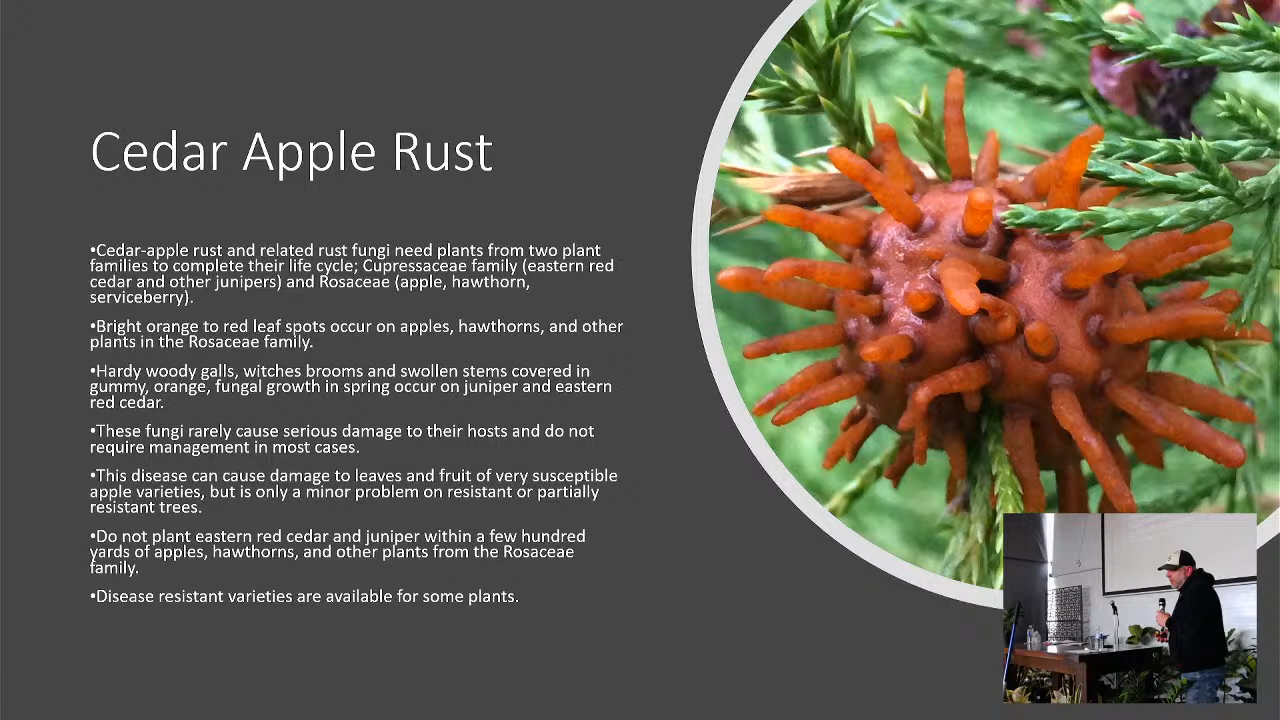 Cedar Apple Rust
•Cedar-apple rust and related rust fungi need plants from two plant
families to complete their life cycle; Cupressaceae family (eastern red
cedar and other junipers) and Rosaceae (apple, hawthorn,
serviceberry).
•Bright orange to red leaf spots occur on apples, hawthorns, and other
plants in the Rosaceae family.
•Hardy woody galls, witches brooms and swollen stems covered in
gummy, orange, fungal growth in spring occur on juniper and eastern
red cedar.
•These fungi rarely cause serious damage to their hosts and do not
require management in most cases.
•This disease can cause damage to leaves and fruit of very susceptible
apple varieties, but is only a minor problem on resistant or partially
resistant trees.
•Do not plant eastern red cedar and juniper within a few hundred
yards of apples, hawthorns, and other plants from the Rosaceae
family.
•Disease resistant varieties are available for some plants.